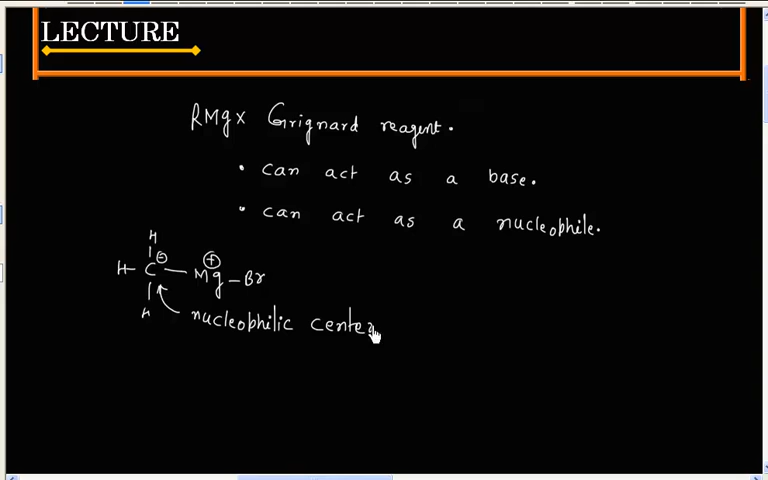 LECTURE
RMgX Grignard reagent.
• can act as a base.
• can act as a nucleophile.
H
H-C⊖-Mg⊕-Br
H
nucleophilic center